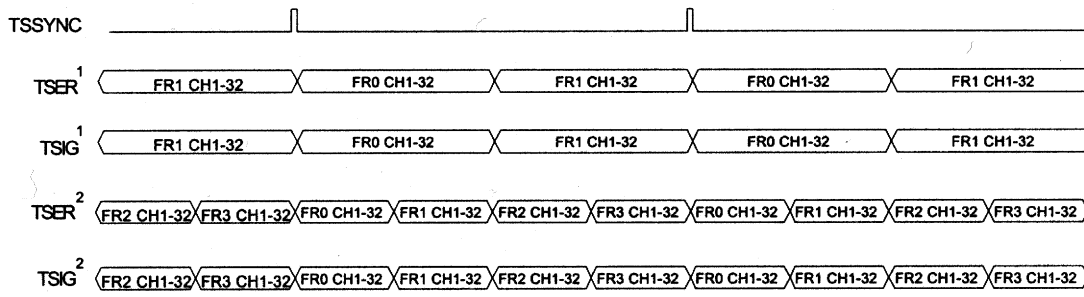 TSSYNC
TSER1 FR1 CH1-32 FR0 CH1-32 FR1 CH1-32 FR0 CH1-32 FR1 CH1-32
TSIG1 FR1 CH1-32 FR0 CH1-32 FR1 CH1-32 FR0 CH1-32 FR1 CH1-32
TSER2 FR2 CH1-32 FR3 CH1-32 FR0 CH1-32 FR1 CH1-32 FR2 CH1-32 FR3 CH1-32 FR0 CH1-32 FR1 CH1-32 FR2 CH1-32 FR3 CH1-32
TSIG2 FR2 CH1-32 FR3 CH1-32 FR0 CH1-32 FR1 CH1-32 FR2 CH1-32 FR3 CH1-32 FR0 CH1-32 FR1 CH1-32 FR2 CH1-32 FR3 CH1-32